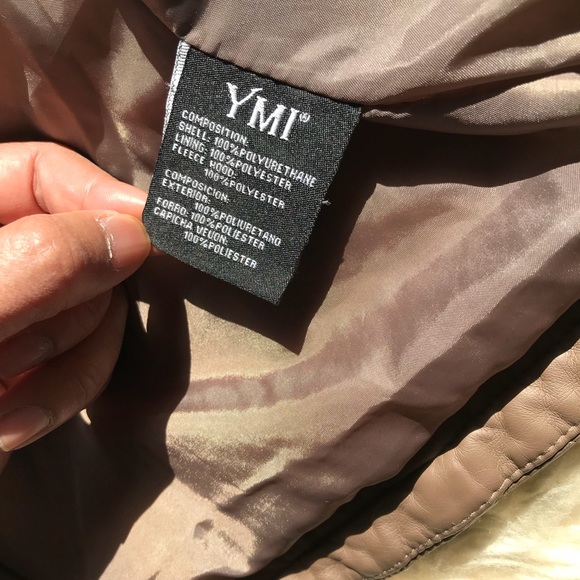 YMI®
COMPOSITION:
SHELL: 100%POLYURETHANE
LINING: 100%POLYESTER
FLEECE HOOD:
100%POLYESTER
COMPOSICION:
EXTERIOR: 100%POLIURETANO
FORRO: 100%POLIESTER
CAPICHA VEUON:
100%POLIESTER